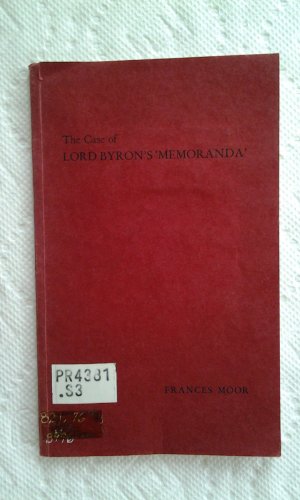 The Case of
LORD BYRON'S 'MEMORANDA'
PR4381
.S3
FRANCES MOOR